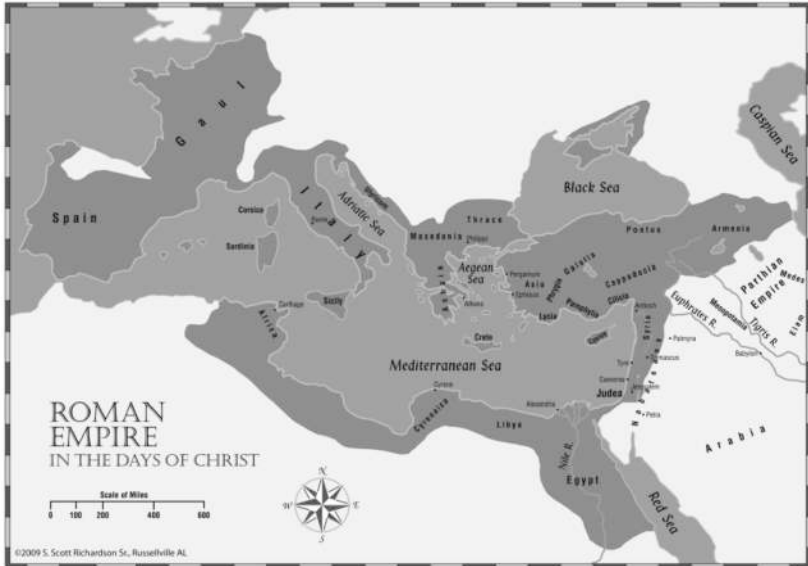 Gaul
Spain
Corsica
Sardinia
Italy
Rome
Adriatic Sea
Illyricum
Macedonia
Thrace
Philippi
Black Sea
Caspian Sea
Pontus
Armenia
Aegean Sea
Pergamum
Asia
Galatia
Phrygia
Cappadocia
Ephesus
Athens
Achaia
Lycia
Pamphylia
Cilicia
Antioch
Parthian
Empire
Medes
Elam
Mesopotamia
Euphrates R.
Tigris R.
Sicily
Carthage
Africa
Crete
Cyprus
Syria
Palmyra
Damascus
Tyre
Babylon
Mediterranean Sea
Caesarea
Jerusalem
Judea
Nabateans
Petra
Arabia
Cyrene
Cyrenaica
Libya
Alexandria
Nile R.
Egypt
Red Sea
ROMAN
EMPIRE
IN THE DAYS OF CHRIST
Scale of Miles
0 100 200 400 600
N
W E
S
©2009 S. Scott Richardson Sr., Russellville AL